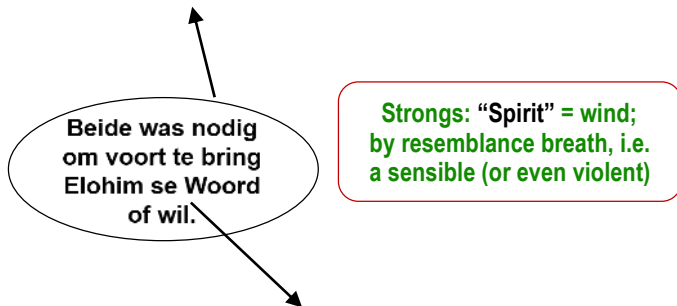 Beide was nodig
om voort te bring
Elohim se Woord
of wil.
Strongs: “Spirit” = wind;
by resemblance breath, i.e.
a sensible (or even violent)